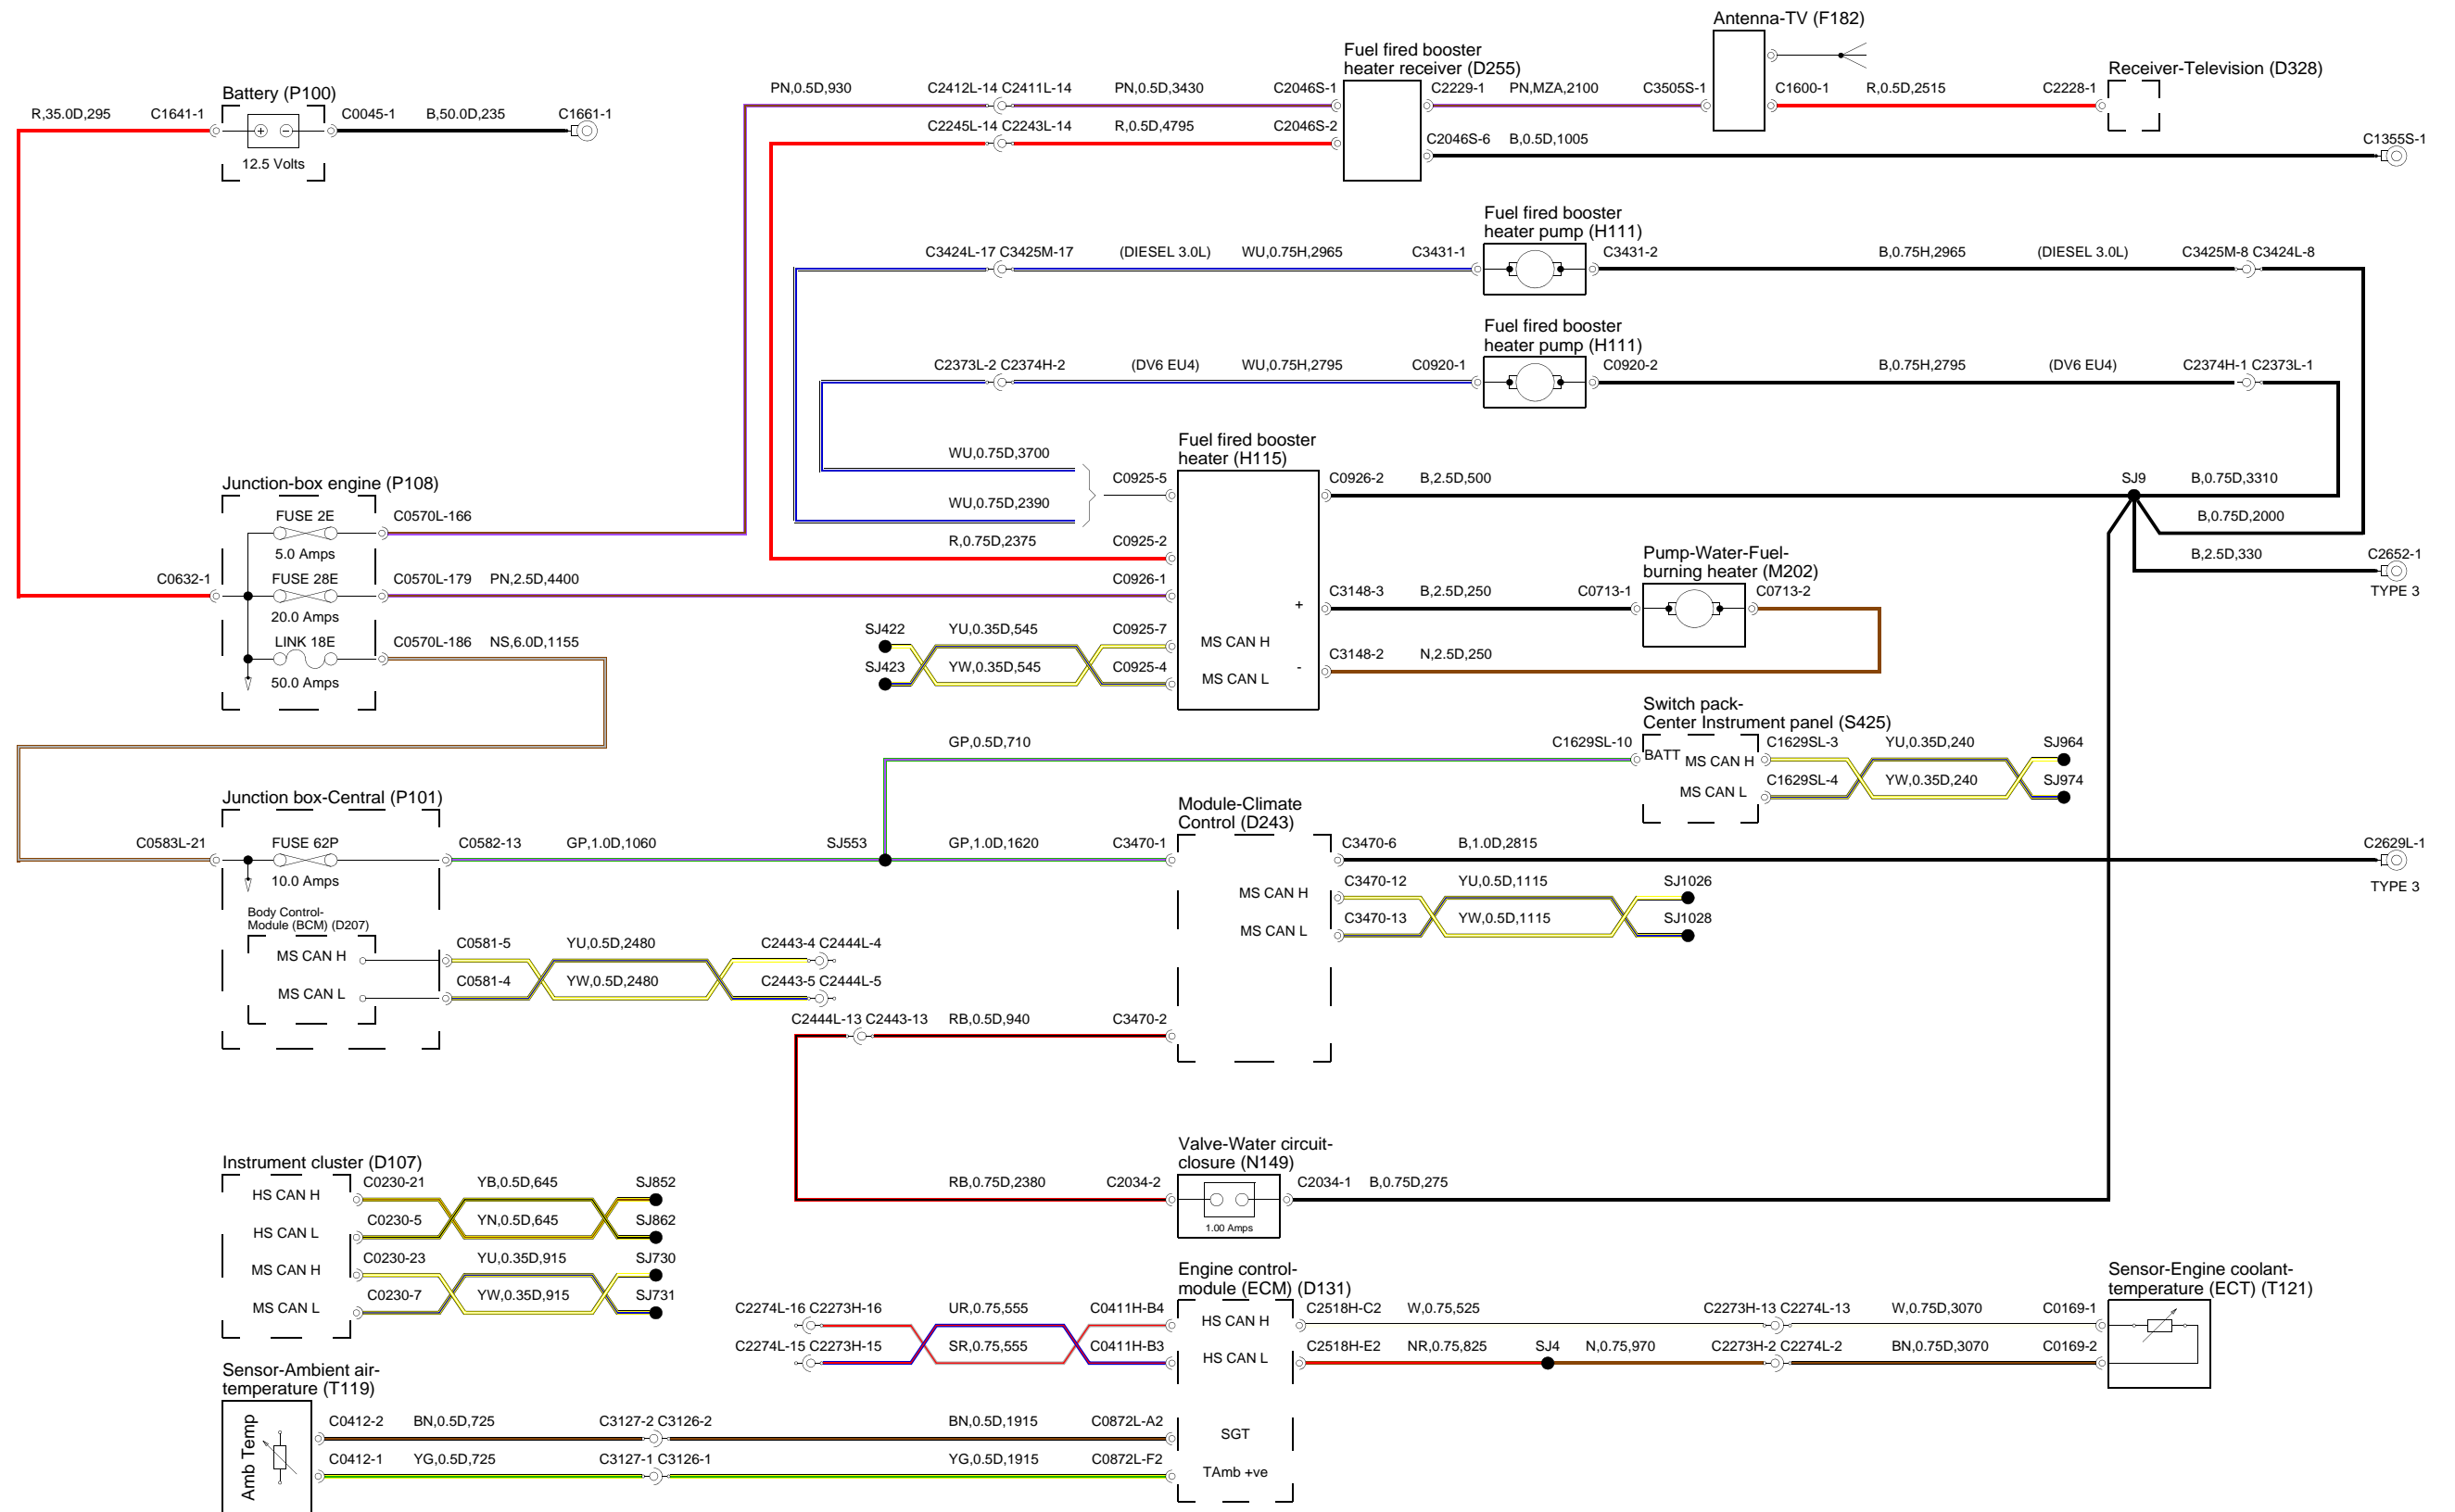 Antenna-TV (F182)
Fuel fired booster
heater receiver (D255)
Receiver-Television (D328)
Battery (P100)
R,35.0D,295
C1641-1
C0045-1
B,50.0D,235
C1661-1
12.5 Volts
PN,0.5D,930
C2412L-14 C2411L-14
PN,0.5D,3430
C2046S-1
C2229-1
PN,MZA,2100
C3505S-1
C1600-1
R,0.5D,2515
C2228-1
C2245L-14 C2243L-14
R,0.5D,4795
C2046S-2
C2046S-6
B,0.5D,1005
C1355S-1
Fuel fired booster
heater pump (H111)
C3424L-17 C3425M-17
(DIESEL 3.0L)
WU,0.75H,2965
C3431-1
C3431-2
B,0.75H,2965
(DIESEL 3.0L)
C3425M-8 C3424L-8
Fuel fired booster
heater pump (H111)
C2373L-2 C2374H-2
(DV6 EU4)
WU,0.75H,2795
C0920-1
C0920-2
B,0.75H,2795
(DV6 EU4)
C2374H-1 C2373L-1
Fuel fired booster
heater (H115)
WU,0.75D,3700
C0925-5
C0926-2
B,2.5D,500
SJ9
B,0.75D,3310
WU,0.75D,2390
B,0.75D,2000
R,0.75D,2375
C0925-2
B,2.5D,330
C2652-1
TYPE 3
Junction-box engine (P108)
FUSE 2E
5.0 Amps
C0570L-166
C0632-1
FUSE 28E
20.0 Amps
C0570L-179
PN,2.5D,4400
C0926-1
LINK 18E
50.0 Amps
C0570L-186
NS,6.0D,1155
Pump-Water-Fuel-
burning heater (M202)
+
C3148-3
B,2.5D,250
C0713-1
C0713-2
SJ422
YU,0.35D,545
C0925-7
MS CAN H
SJ423
YW,0.35D,545
C0925-4
MS CAN L
-
C3148-2
N,2.5D,250
Switch pack-
Center Instrument panel (S425)
GP,0.5D,710
C1629SL-10
BATT
MS CAN H
C1629SL-3
YU,0.35D,240
SJ964
MS CAN L
C1629SL-4
YW,0.35D,240
SJ974
Junction box-Central (P101)
C0583L-21
FUSE 62P
10.0 Amps
C0582-13
GP,1.0D,1060
SJ553
GP,1.0D,1620
C3470-1
Module-Climate
Control (D243)
C3470-6
B,1.0D,2815
C2629L-1
TYPE 3
MS CAN H
C3470-12
YU,0.5D,1115
SJ1026
MS CAN L
C3470-13
YW,0.5D,1115
SJ1028
Body Control-
Module (BCM) (D207)
MS CAN H
C0581-5
YU,0.5D,2480
C2443-4 C2444L-4
MS CAN L
C0581-4
YW,0.5D,2480
C2443-5 C2444L-5
C2444L-13 C2443-13
RB,0.5D,940
C3470-2
Valve-Water circuit-
closure (N149)
RB,0.75D,2380
C2034-2
C2034-1
B,0.75D,275
1.00 Amps
Instrument cluster (D107)
HS CAN H
C0230-21
YB,0.5D,645
SJ852
HS CAN L
C0230-5
YN,0.5D,645
SJ862
MS CAN H
C0230-23
YU,0.35D,915
SJ730
MS CAN L
C0230-7
YW,0.35D,915
SJ731
Engine control-
module (ECM) (D131)
C2274L-16 C2273H-16
UR,0.75,555
C0411H-B4
HS CAN H
C2518H-C2
W,0.75,525
C2273H-13 C2274L-13
W,0.75D,3070
C0169-1
Sensor-Engine coolant-
temperature (ECT) (T121)
C2274L-15 C2273H-15
SR,0.75,555
C0411H-B3
HS CAN L
C2518H-E2
NR,0.75,825
SJ4
N,0.75,970
C2273H-2 C2274L-2
BN,0.75D,3070
C0169-2
Sensor-Ambient air-
temperature (T119)
Amb Temp
C0412-2
BN,0.5D,725
C3127-2 C3126-2
BN,0.5D,1915
C0872L-A2
SGT
C0412-1
YG,0.5D,725
C3127-1 C3126-1
YG,0.5D,1915
C0872L-F2
TAmb +ve